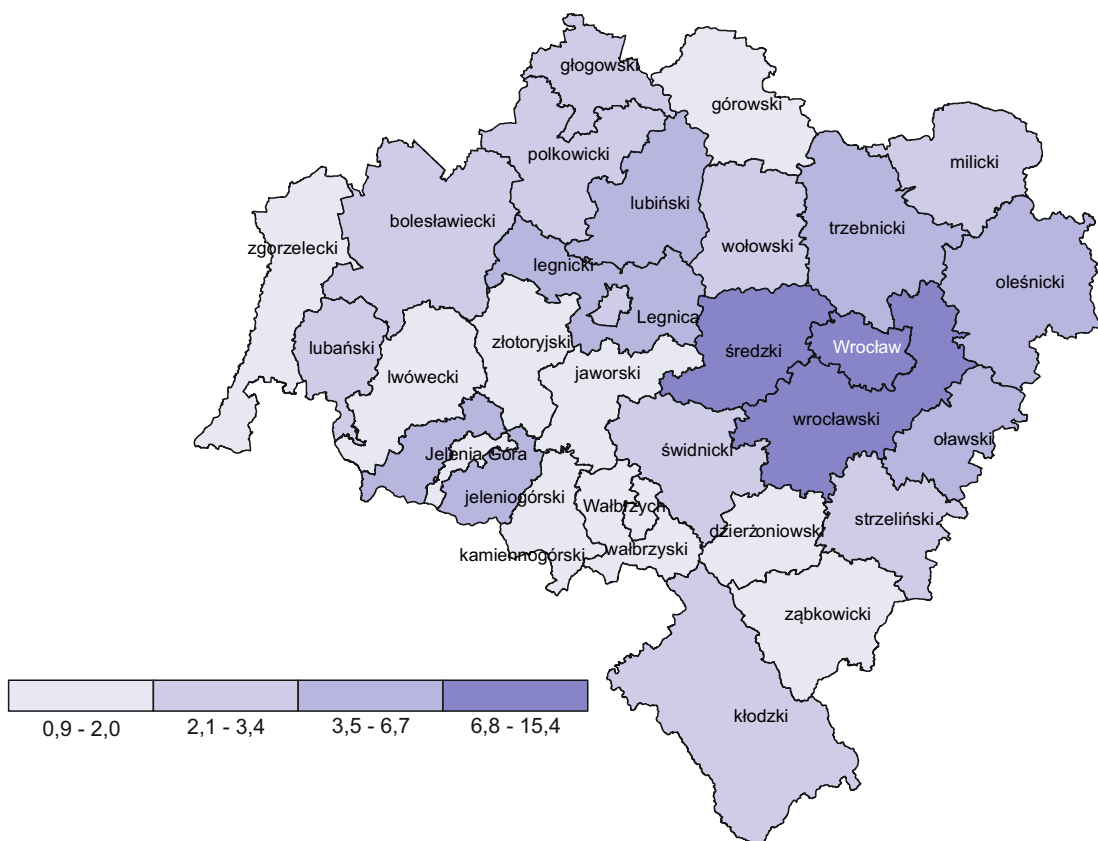 głogowski
górowski
polkowicki
milicki
lubiński
bolesławiecki
trzebnicki
wołowski
zgorzelecki
legnicki
oleśnicki
Legnica
złotoryjski
Wrocław
średzki
lubański
jaworski
lwówecki
wrocławski
oławski
Jelenia Góra
świdnicki
jeleniogórski
Wałbrzych
strzeliński
dzierżoniowski
kamiennogórski
wałbrzyski
ząbkowicki
kłodzki
0,9 - 2,0
2,1 - 3,4
3,5 - 6,7
6,8 - 15,4